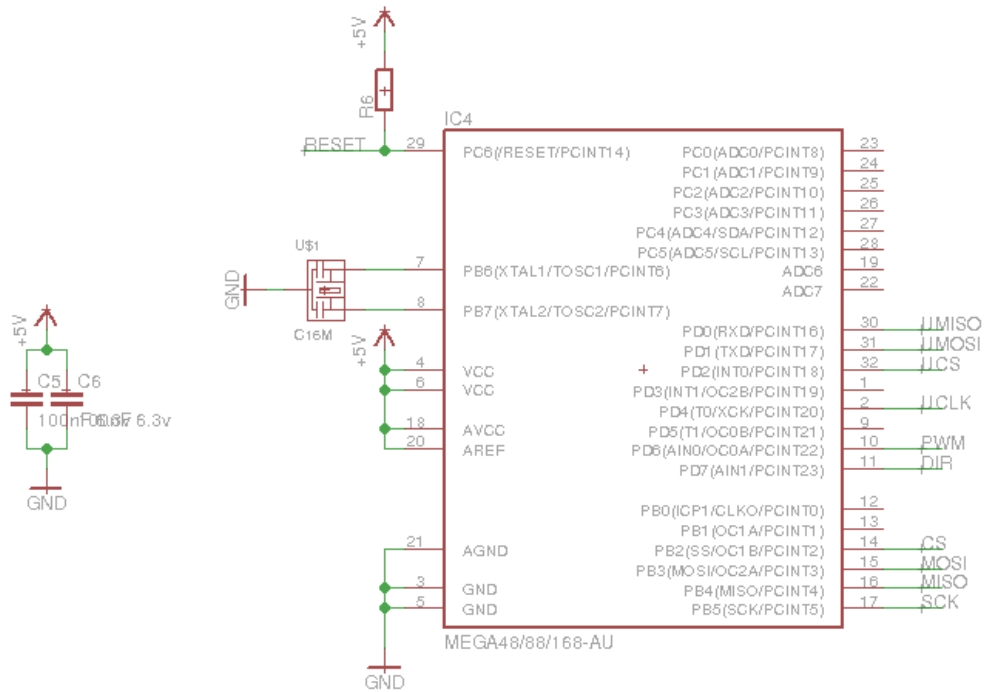 +5V
R6
IC4
RESET
29
PC6(/RESET/PCINT14)
PC0(ADC0/PCINT8)
23
PC1(ADC1/PCINT9)
24
PC2(ADC2/PCINT10)
25
PC3(ADC3/PCINT11)
26
PC4(ADC4/SDA/PCINT12)
27
PC5(ADC5/SCL/PCINT13)
28
ADC6
19
ADC7
22
U$1
GND
C16M
7
PB6(XTAL1/TOSC1/PCINT6)
8
PB7(XTAL2/TOSC2/PCINT7)
PD0(RXD/PCINT16)
30
UMISO
PD1(TXD/PCINT17)
31
UMOSI
PD2(INT0/PCINT18)
32
UCS
PD3(INT1/OC2B/PCINT19)
1
PD4(T0/XCK/PCINT20)
2
UCLK
PD5(T1/OC0B/PCINT21)
9
PD6(AIN0/OC0A/PCINT22)
10
PWM
PD7(AIN1/PCINT23)
11
DIR
+5V
4
VCC
6
VCC
18
AVCC
20
AREF
+5V
C5
C6
100nF 6.3v
6.3v
GND
PB0(ICP1/CLKO/PCINT0)
12
PB1(OC1A/PCINT1)
13
PB2(SS/OC1B/PCINT2)
14
CS
PB3(MOSI/OC2A/PCINT3)
15
MOSI
PB4(MISO/PCINT4)
16
MISO
PB5(SCK/PCINT5)
17
SCK
21
AGND
3
GND
5
GND
GND
MEGA48/88/168-AU